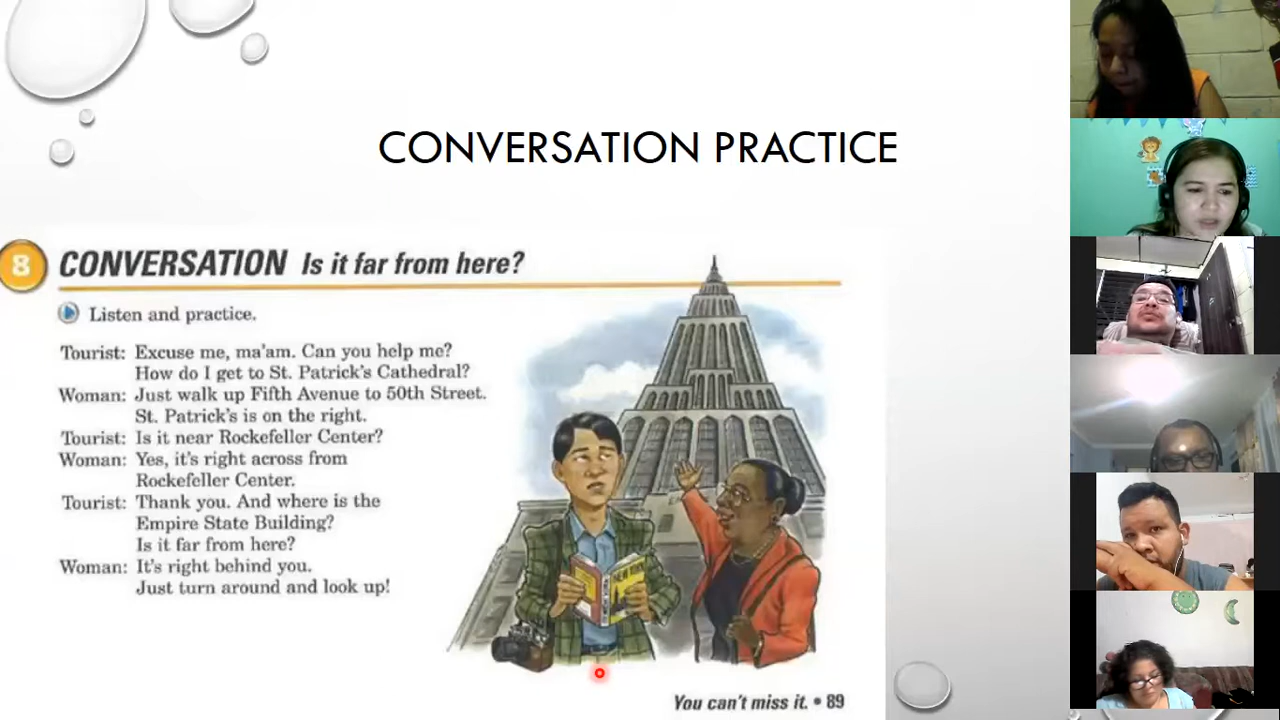 CONVERSATION PRACTICE
8 CONVERSATION Is it far from here?
Listen and practice.
Tourist: Excuse me, ma'am. Can you help me?
How do I get to St. Patrick's Cathedral?
Woman: Just walk up Fifth Avenue to 50th Street.
St. Patrick's is on the right.
Tourist: Is it near Rockefeller Center?
Woman: Yes, it's right across from
Rockefeller Center.
Tourist: Thank you. And where is the
Empire State Building?
Is it far from here?
Woman: It's right behind you.
Just turn around and look up!
NEW YORK
You can't miss it. • 89